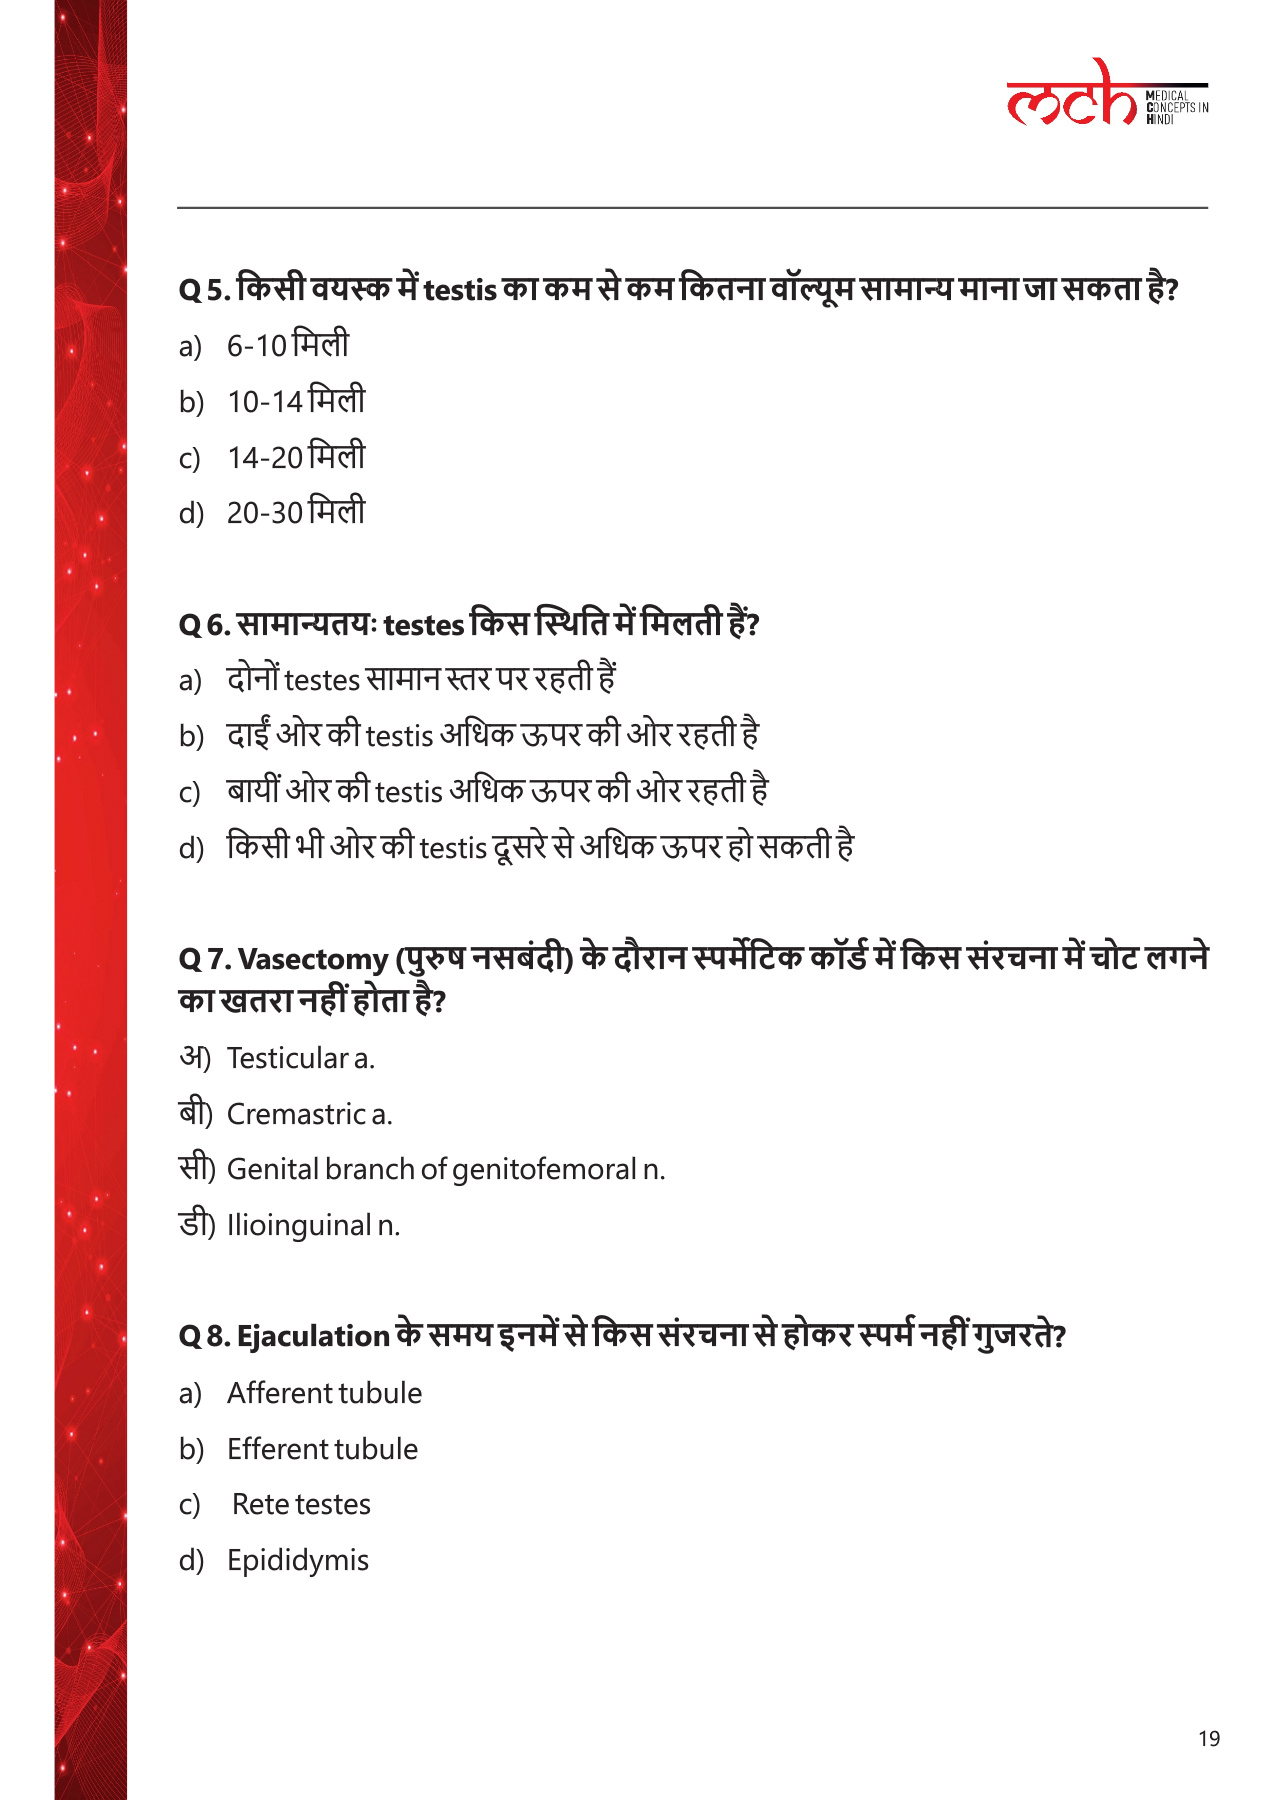 mch MEDICAL
CONCEPTS IN
HINDI
Q 5. किसी वयस्क में testis का कम से कम कितना वॉल्यूम सामान्य माना जा सकता है?
a) 6-10 मिली
b) 10-14 मिली
c) 14-20 मिली
d) 20-30 मिली
Q 6. सामान्यतयः testes किस स्थिति में मिलती हैं?
a) दोनों testes सामान स्तर पर रहती हैं
b) दाईं ओर की testis अधिक ऊपर की ओर रहती है
c) बायीं ओर की testis अधिक ऊपर की ओर रहती है
d) किसी भी ओर की testis दूसरे से अधिक ऊपर हो सकती है
Q 7. Vasectomy (पुरुष नसबंदी) के दौरान स्पर्मेटिक कॉर्ड में किस संरचना में चोट लगने
का खतरा नहीं होता है?
अ) Testicular a.
बी) Cremastric a.
सी) Genital branch of genitofemoral n.
डी) Ilioinguinal n.
Q 8. Ejaculation के समय इनमें से किस संरचना से होकर स्पर्म नहीं गुजरते?
a) Afferent tubule
b) Efferent tubule
c) Rete testes
d) Epididymis
19